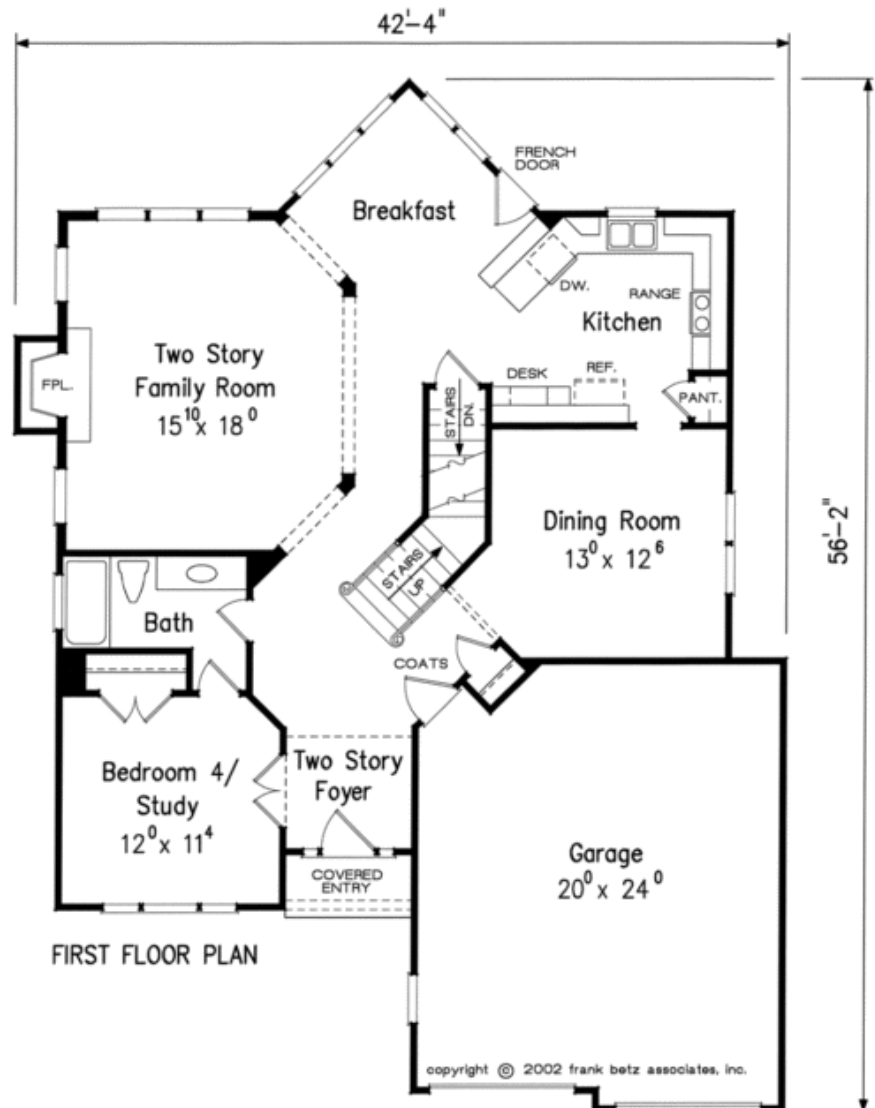 42'-4"
FRENCH
DOOR
Breakfast
DW.
RANGE
Kitchen
Two Story
Family Room
15¹⁰x 18⁰
FPL.
DESK
REF.
PANT.
STAIRS
DN.
56'-2"
Dining Room
13⁰ x 12⁶
STAIRS
UP
Bath
COATS
Two Story
Foyer
Bedroom 4/
Study
12⁰x 11⁴
COVERED
ENTRY
Garage
20⁰ x 24⁰
FIRST FLOOR PLAN
copyright © 2002 frank betz associates, inc.